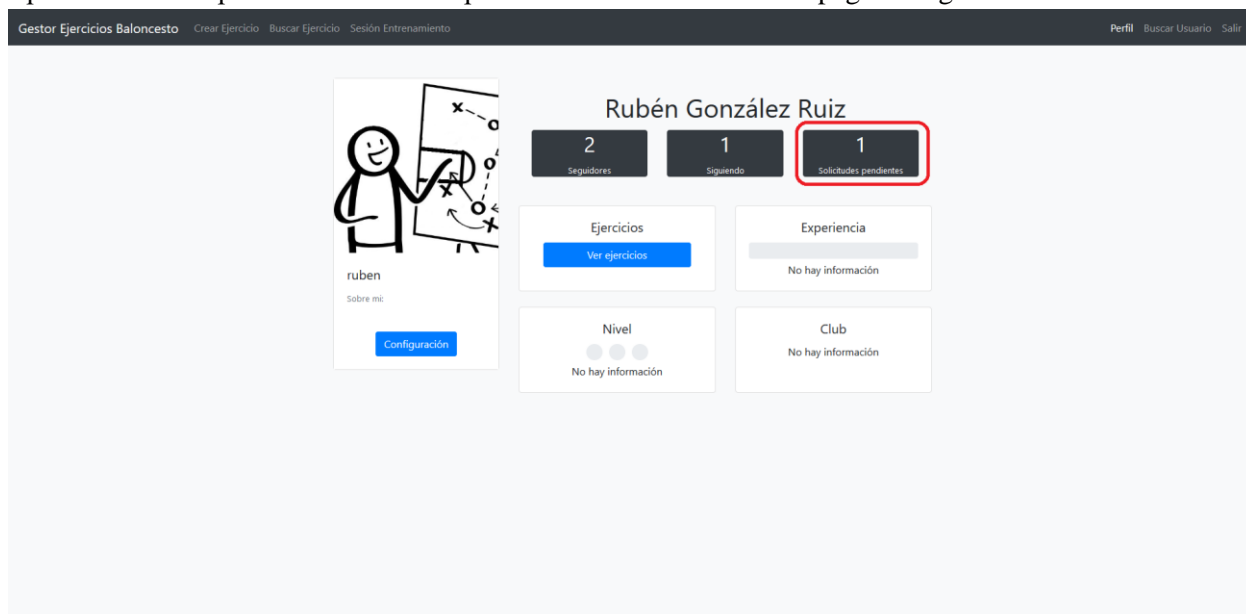 Gestor Ejercicios Baloncesto Crear Ejercicio Buscar Ejercicio Sesión Entrenamiento Perfil Buscar Usuario Salir
Rubén González Ruiz
2 1 1
Seguidores Siguiendo Solicitudes pendientes
Ejercicios Experiencia
Ver ejercicios
No hay información
ruben
Sobre mi:
Nivel Club
Configuración
No hay información
No hay información